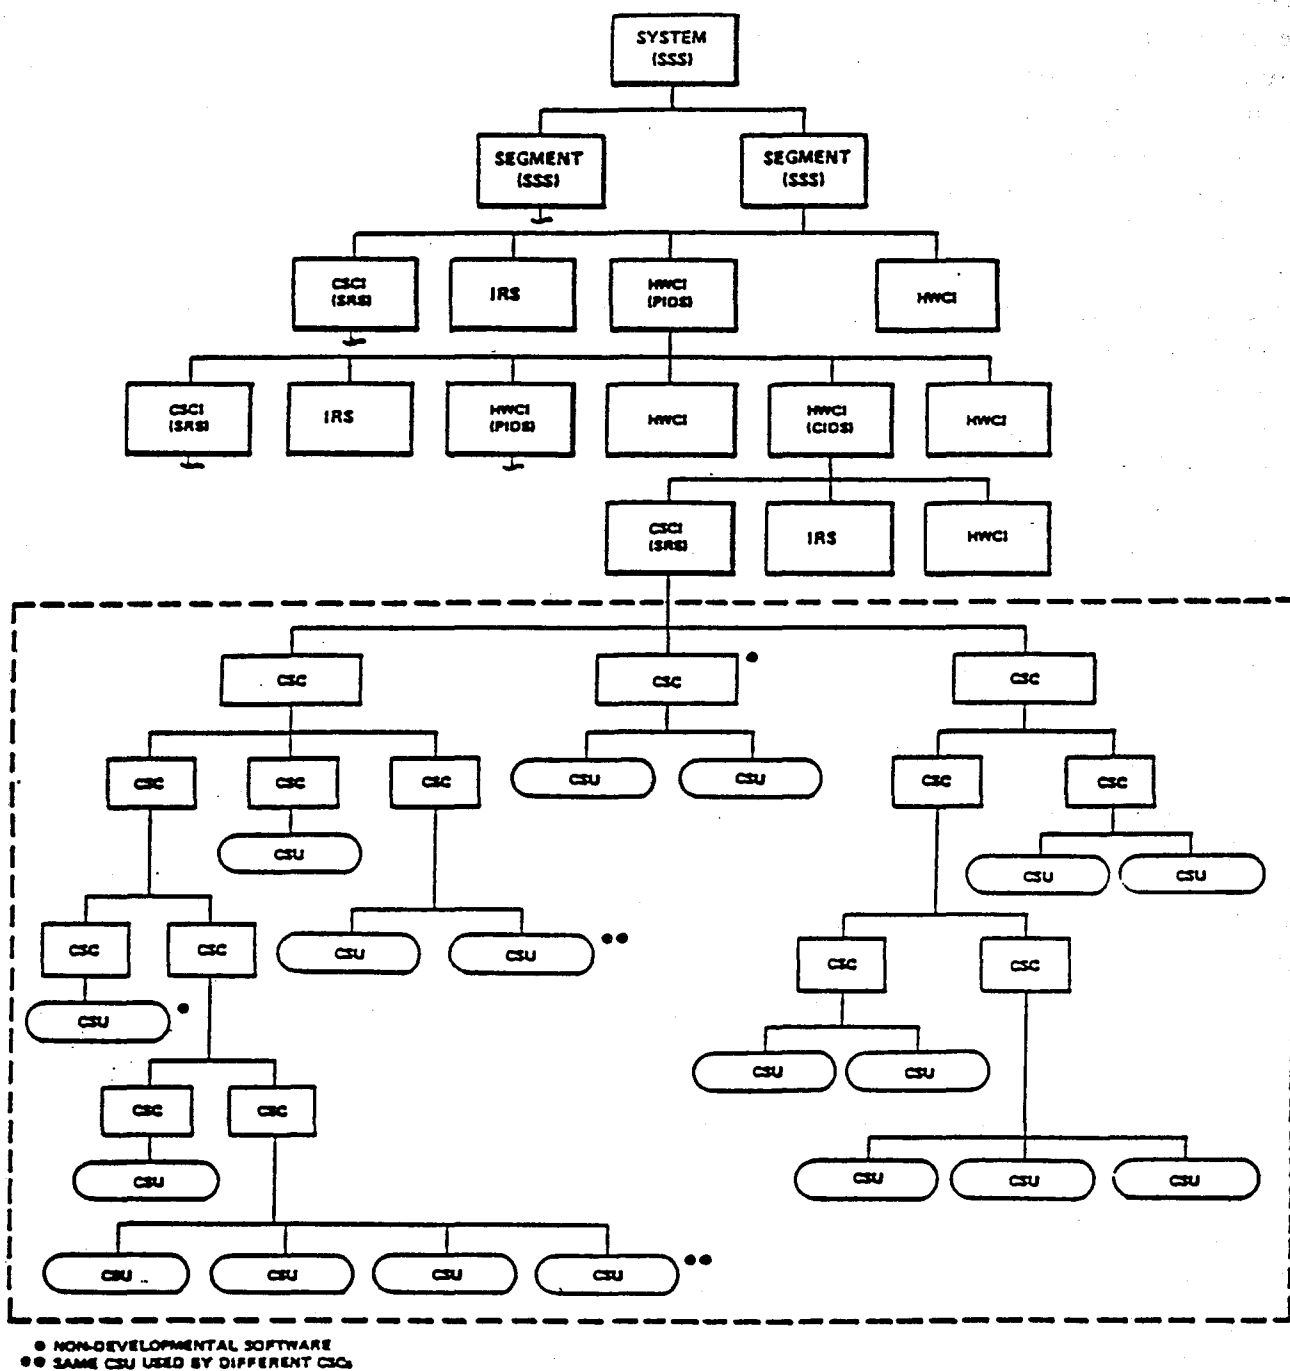 SYSTEM
(SSS)
SEGMENT
(SSS)
SEGMENT
(SSS)
CSCI
(SRS)
IRS
HWCI
(PIDS)
HWCI
CSCI
(SRS)
IRS
HWCI
(PIDS)
HWCI
HWCI
(CIDS)
HWCI
CSCI
(SRS)
IRS
HWCI
CSC
CSC
CSC
CSC
CSC
CSC
CSU
CSU
CSC
CSC
CSU
CSU
CSU
CSC
CSC
CSU
CSU
CSC
CSC
CSU
CSU
CSU
CSC
CSC
CSU
CSU
CSU
CSU
CSU
CSU
CSU
CSU
CSU
NON-DEVELOPMENTAL SOFTWARE
SAME CSU USED BY DIFFERENT CSCs